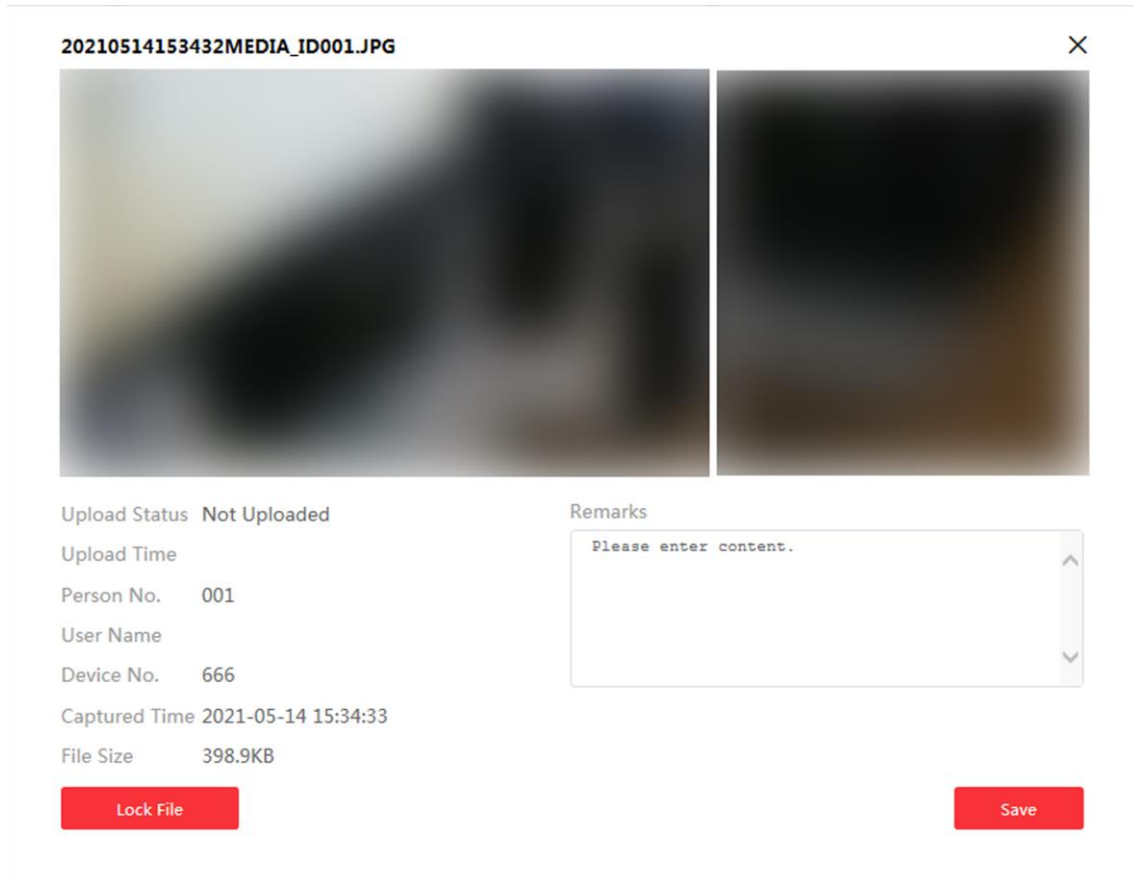 20210514153432MEDIA_ID001.JPG
Upload Status Not Uploaded
Upload Time
Person No. 001
User Name
Device No. 666
Captured Time 2021-05-14 15:34:33
File Size 398.9KB
Remarks
Please enter content.
Lock File
Save